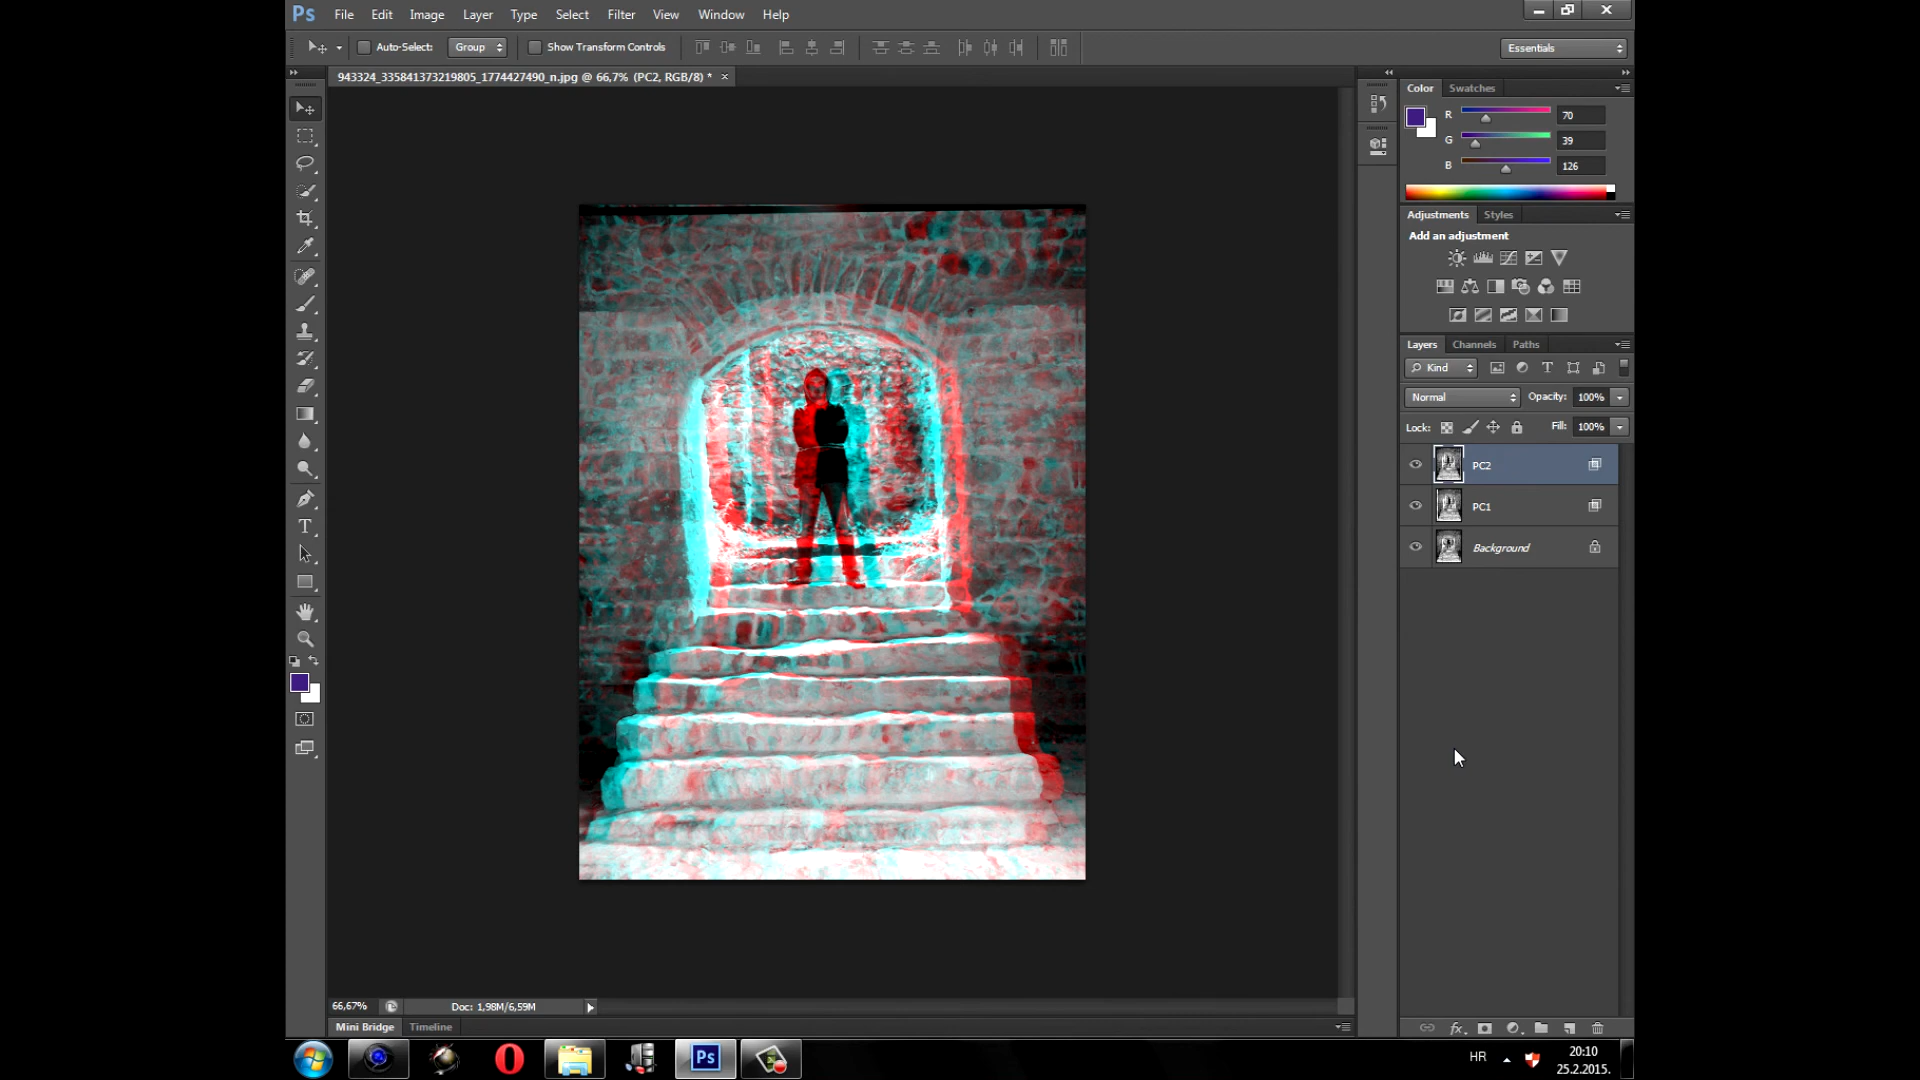 Ps File Edit Image Layer Type Select Filter View Window Help
Auto-Select: Group Show Transform Controls Essentials
943324_335841373219805_1774427490_n.jpg @ 66,7% (PC2, RGB/8) * ×
Color Swatches
R 70
G 39
B 126
Adjustments Styles
Add an adjustment
Layers Channels Paths
Kind
Normal Opacity: 100%
Lock: Fill: 100%
PC2
PC1
Background
66,67% Doc: 1,98M/6,59M
Mini Bridge Timeline
Ps HR 20:10
25.2.2015.